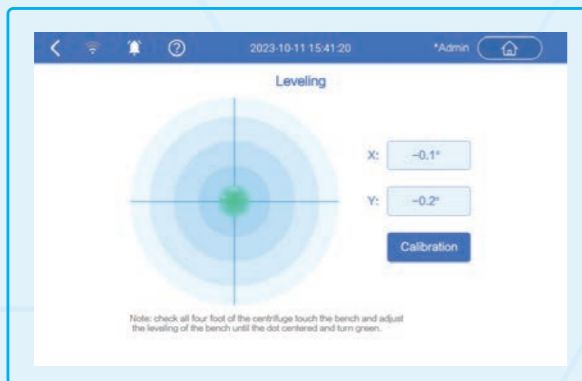 2023-10-11 15:41:20
*Admin
Leveling
X: -0.1°
Y: -0.2°
Calibration
Note: check all four foot of the centrifuge touch the bench and adjust
the leveling of the bench until the dot centered and turn green.